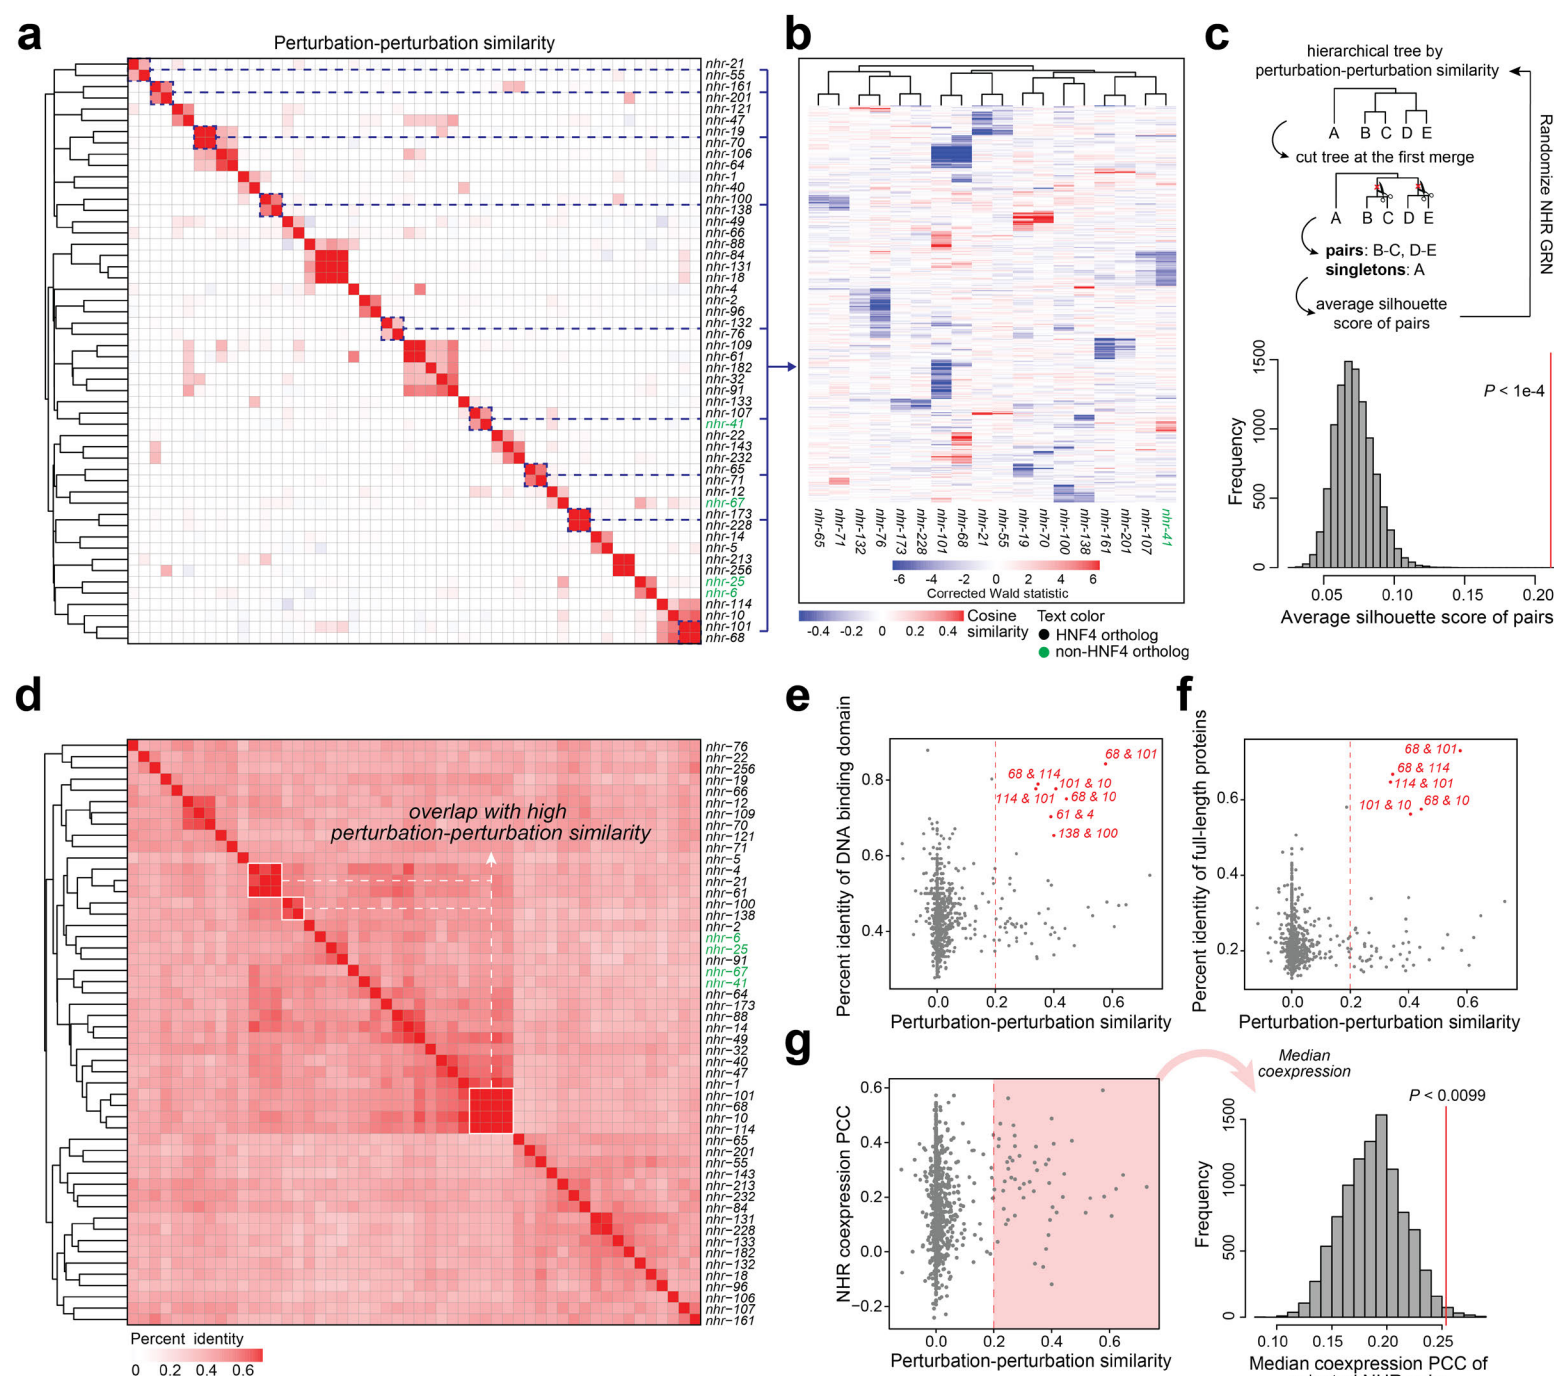 a
Perturbation-perturbation similarity
nhr-21
nhr-55
nhr-161
nhr-201
nhr-121
nhr-47
nhr-19
nhr-70
nhr-106
nhr-64
nhr-1
nhr-40
nhr-100
nhr-138
nhr-49
nhr-66
nhr-88
nhr-84
nhr-131
nhr-18
nhr-4
nhr-2
nhr-96
nhr-132
nhr-76
nhr-109
nhr-61
nhr-182
nhr-32
nhr-91
nhr-133
nhr-107
nhr-41
nhr-22
nhr-143
nhr-232
nhr-65
nhr-71
nhr-12
nhr-67
nhr-173
nhr-228
nhr-14
nhr-5
nhr-213
nhr-256
nhr-25
nhr-6
nhr-114
nhr-10
nhr-101
nhr-68
b
nhr-65
nhr-71
nhr-132
nhr-76
nhr-173
nhr-228
nhr-101
nhr-68
nhr-21
nhr-55
nhr-19
nhr-70
nhr-100
nhr-138
nhr-161
nhr-201
nhr-107
nhr-41
-6 -4 -2 0 2 4 6
Corrected Wald statistic
-0.4 -0.2 0 0.2 0.4
Cosine
similarity
Text color
HNF4 ortholog
non-HNF4 ortholog
c
hierarchical tree by
perturbation-perturbation similarity
A B C D E
cut tree at the first merge
A B C D E
pairs: B-C, D-E
singletons: A
average silhouette
score of pairs
Randomize NHR GRN
1500
1000
500
0
Frequency
P < 1e-4
0.05 0.10 0.15 0.20
Average silhouette score of pairs
d
overlap with high
perturbation-perturbation similarity
nhr−76
nhr−22
nhr−256
nhr−19
nhr−66
nhr−12
nhr−109
nhr−70
nhr−121
nhr−71
nhr−5
nhr−4
nhr−21
nhr−61
nhr−100
nhr−138
nhr−2
nhr−6
nhr−25
nhr−91
nhr−67
nhr−41
nhr−64
nhr−173
nhr−88
nhr−14
nhr−49
nhr−32
nhr−40
nhr−47
nhr−1
nhr−101
nhr−68
nhr−10
nhr−114
nhr−65
nhr−201
nhr−55
nhr−143
nhr−213
nhr−232
nhr−84
nhr−131
nhr−228
nhr−133
nhr−182
nhr−132
nhr−18
nhr−96
nhr−106
nhr−107
nhr−161
Percent identity
0 0.2 0.4 0.6
e
Percent identity of DNA binding domain
0.8
0.6
0.4
68 & 101
68 & 114
101 & 10
114 & 101
68 & 10
61 & 4
138 & 100
0.0 0.2 0.4 0.6
Perturbation-perturbation similarity
f
Percent identity of full-length proteins
0.6
0.4
0.2
68 & 101
68 & 114
114 & 101
101 & 10
68 & 10
0.0 0.2 0.4 0.6
Perturbation-perturbation similarity
g
NHR coexpression PCC
0.6
0.4
0.2
0.0
−0.2
0.0 0.2 0.4 0.6
Perturbation-perturbation similarity
Median
coexpression
P < 0.0099
Frequency
1500
1000
500
0
0.10 0.15 0.20 0.25
Median coexpression PCC of